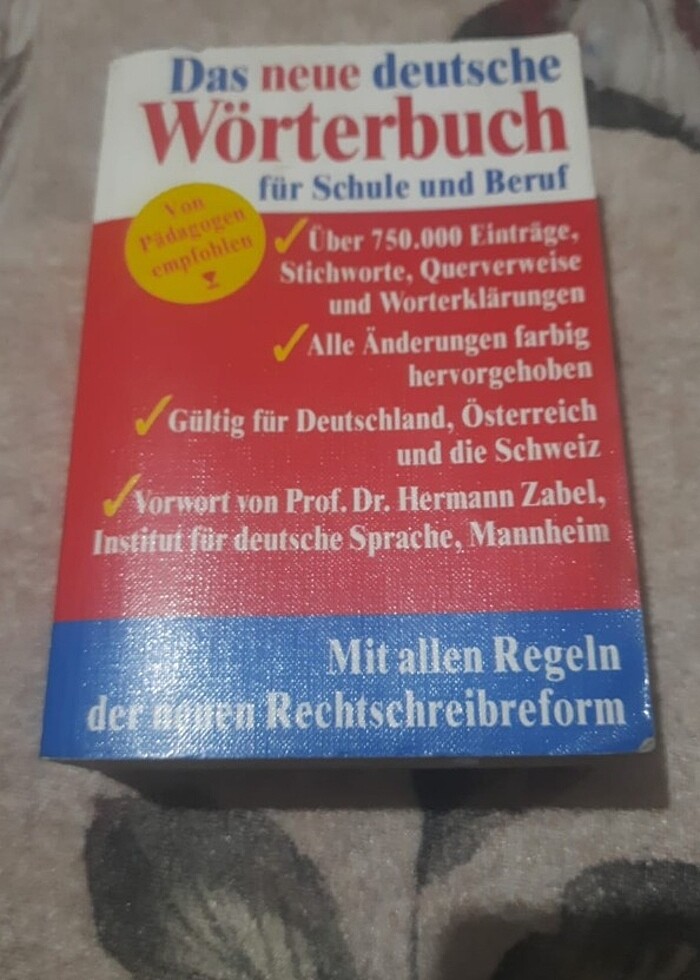 Das neue deutsche
Wörterbuch
für Schule und Beruf
Von
Pädagogen
empfohlen
Über 750.000 Einträge,
Stichworte, Querverweise
und Worterklärungen
Alle Änderungen farbig
hervorgehoben
Gültig für Deutschland, Österreich
und die Schweiz
Vorwort von Prof. Dr. Hermann Zabel,
Institut für deutsche Sprache, Mannheim
Mit allen Regeln
der neuen Rechtschreibreform